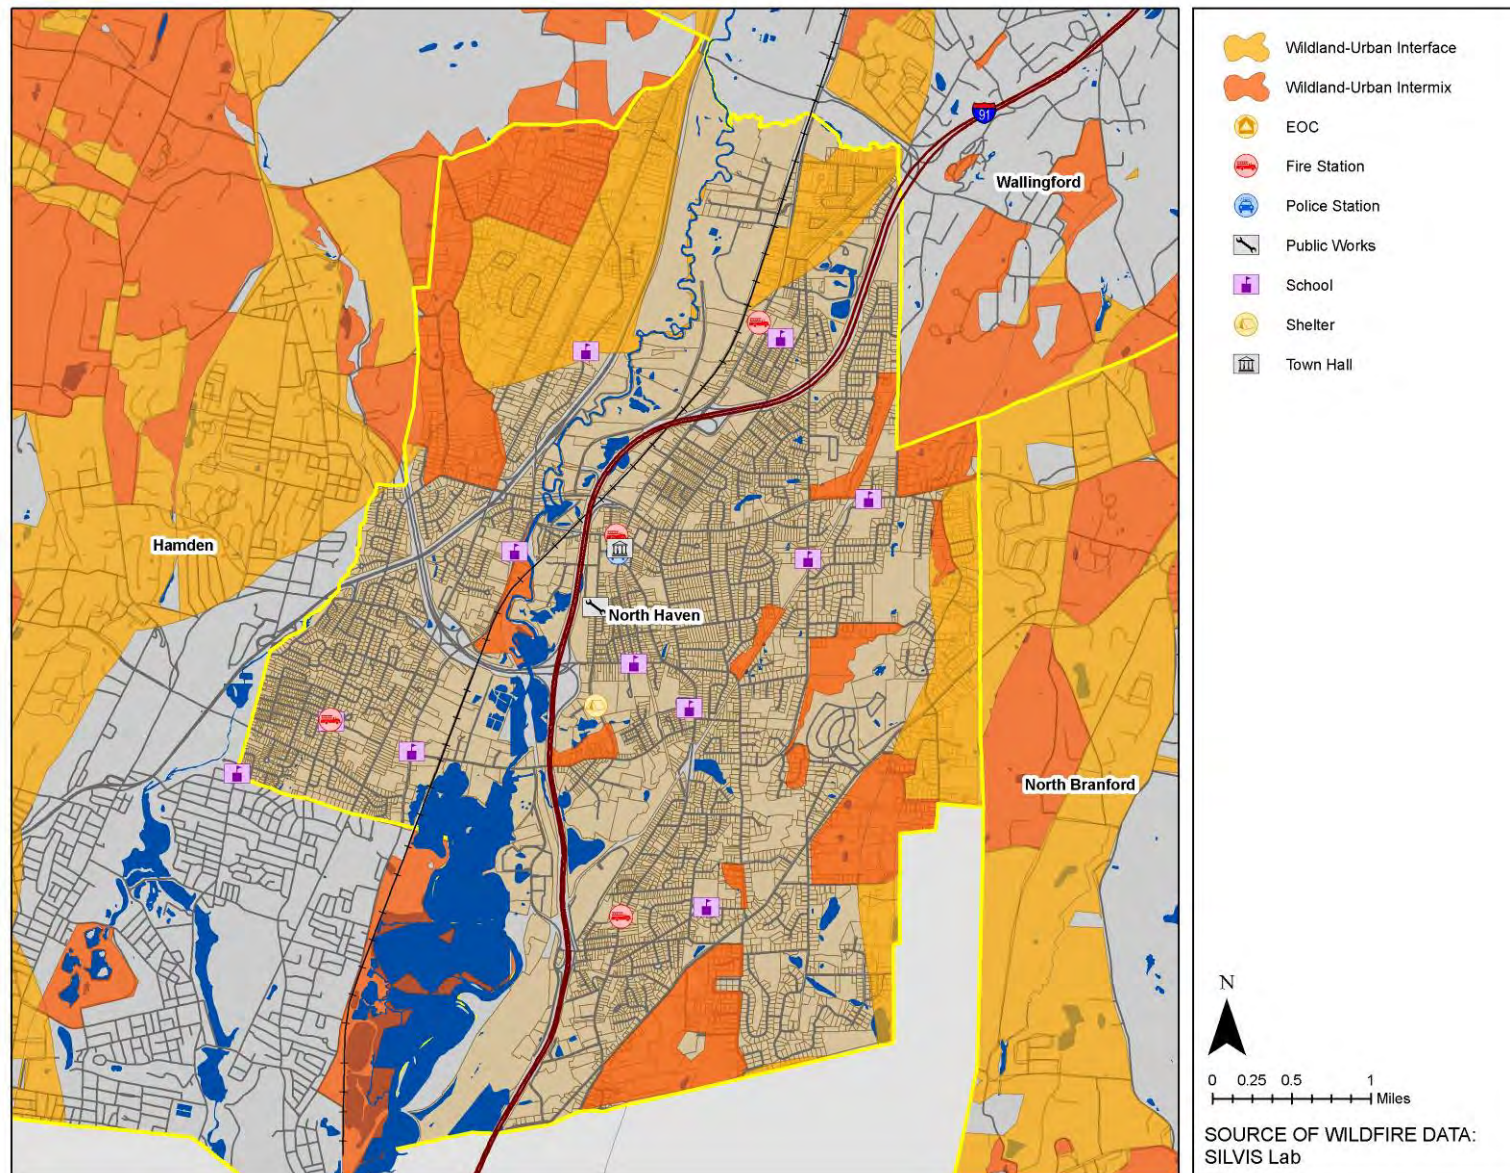 91
Wallingford
Hamden
North Haven
North Branford
Wildland-Urban Interface
Wildland-Urban Intermix
EOC
Fire Station
Police Station
Public Works
School
Shelter
Town Hall
N
0 0.25 0.5 1
Miles
SOURCE OF WILDFIRE DATA:
SILVIS Lab